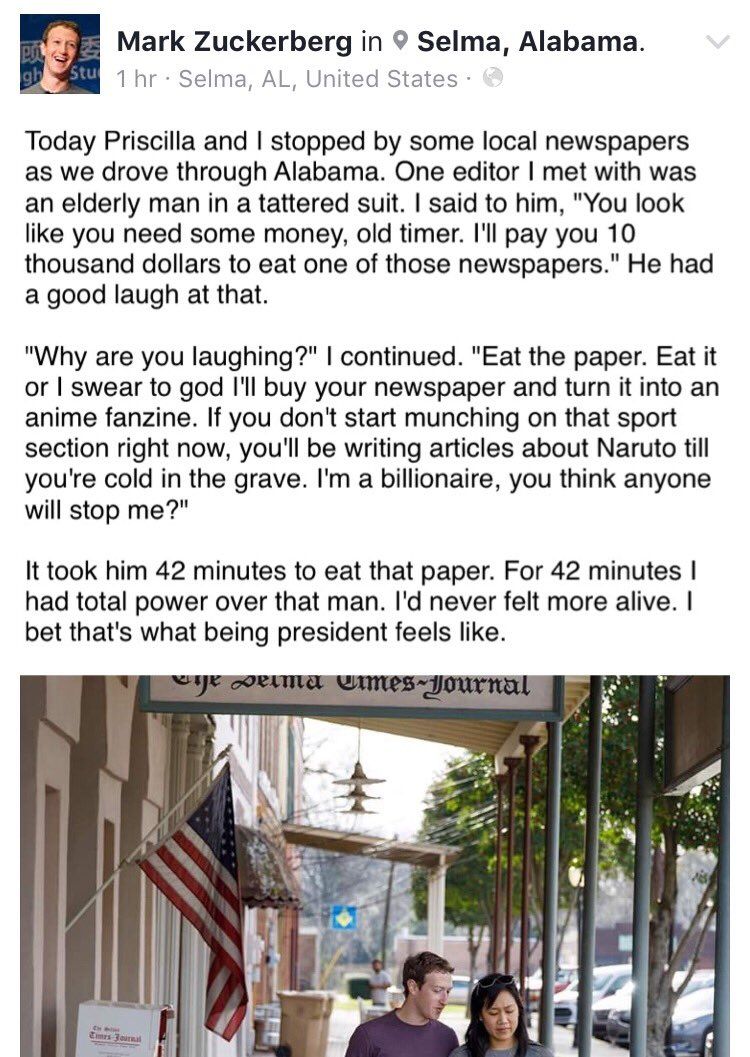 Mark Zuckerberg in Selma, Alabama.
1 hr · Selma, AL, United States ·
Today Priscilla and I stopped by some local newspapers
as we drove through Alabama. One editor I met with was
an elderly man in a tattered suit. I said to him, "You look
like you need some money, old timer. I'll pay you 10
thousand dollars to eat one of those newspapers." He had
a good laugh at that.
"Why are you laughing?" I continued. "Eat the paper. Eat it
or I swear to god I'll buy your newspaper and turn it into an
anime fanzine. If you don't start munching on that sport
section right now, you'll be writing articles about Naruto till
you're cold in the grave. I'm a billionaire, you think anyone
will stop me?"
It took him 42 minutes to eat that paper. For 42 minutes I
had total power over that man. I'd never felt more alive. I
bet that's what being president feels like.
The Selma Times-Journal
The Selma
Times-Journal